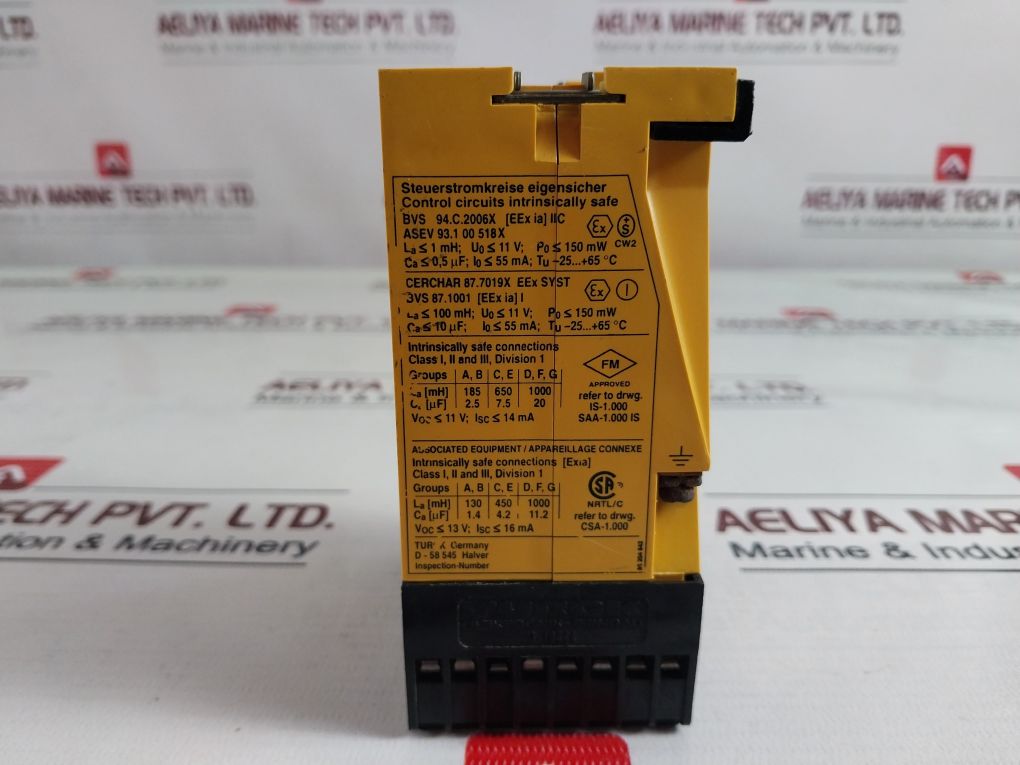 AELIYA MARINE TECH PVT. LTD.
Marine & Industrial Automation & Machinery
Steuerstromkreise eigensicher
Control circuits intrinsically safe
BVS 94.C.2006X [EEx ia] IIC
ASEV 93.1 00 518X
εx
S
CW2
La ≤ 1 mH; U0 ≤ 11 V; P0 ≤ 150 mW
Ca ≤ 0,5 µF; I0 ≤ 55 mA; TU –25...+65 °C
CERCHAR 87.7019X EEx SYST
BVS 87.1001 [EEx ia] I
εx
I
La ≤ 100 mH; U0 ≤ 11 V; P0 ≤ 150 mW
Ca ≤ 10 µF; I0 ≤ 55 mA; TU –25...+65 °C
Intrinsically safe connections
Class I, II and III, Division 1
Groups A, B C, E D, F, G
La [mH] 185 650 1000
Ca [µF] 2.5 7.5 20
VOC ≤ 11 V; ISC ≤ 14 mA
FM
APPROVED
refer to drwg.
IS-1.000
SAA-1.000 IS
ASSOCIATED EQUIPMENT / APPAREILLAGE CONNEXE
Intrinsically safe connections [Exia]
Class I, II and III, Division 1
Groups A, B C, E D, F, G
La [mH] 130 450 1000
Ca [µF] 1.4 4.2 11.2
VOC ≤ 13 V; ISC ≤ 16 mA
SA
NRTL/C
refer to drwg.
CSA-1.000
TURCK Germany
D - 58 545 Halver
Inspection-Number